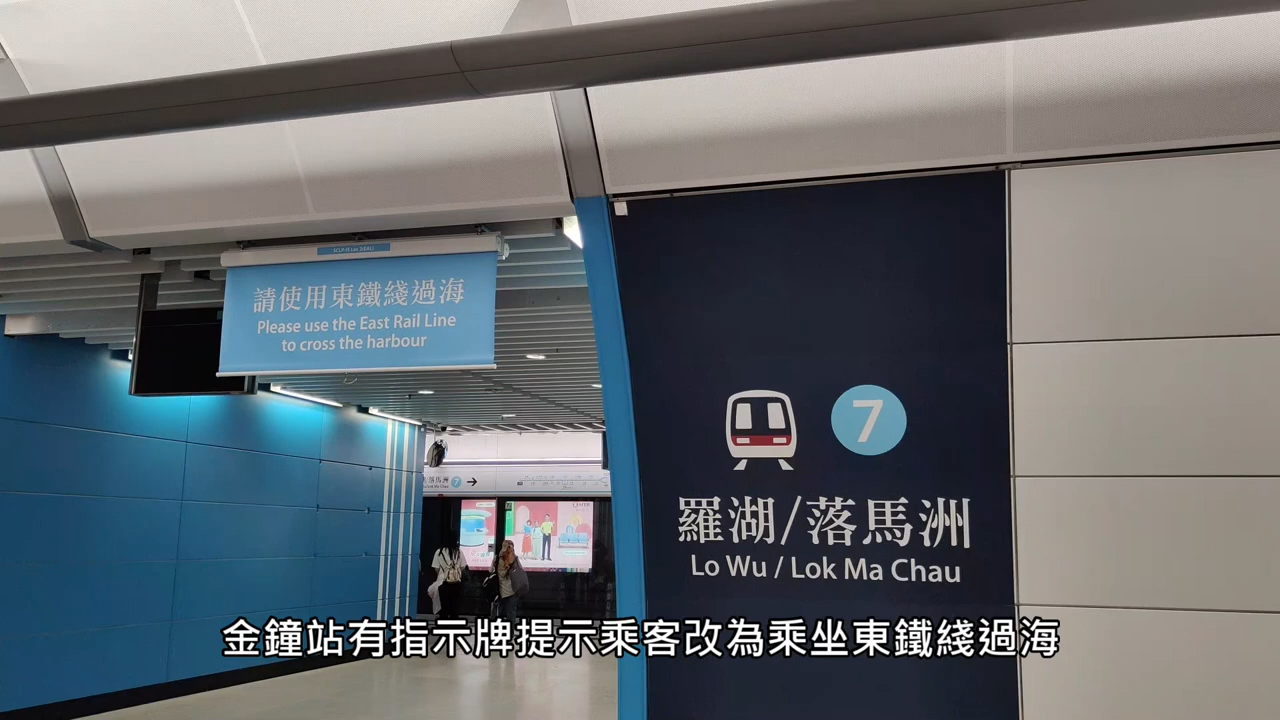 請使用東鐵綫過海
Please use the East Rail Line
to cross the harbour
7
羅湖/落馬洲
Lo Wu / Lok Ma Chau
7
金鐘站有指示牌提示乘客改為乘坐東鐵綫過海